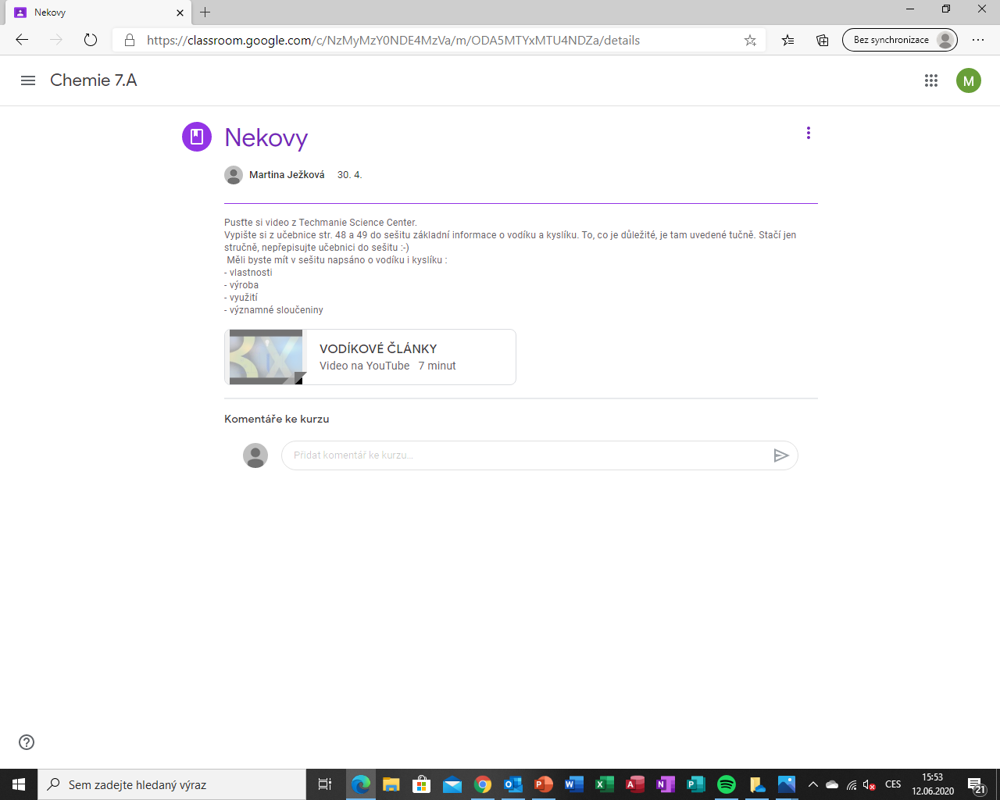 Nekovy
https://classroom.google.com/c/NzMyMzY0NDE4MzVa/m/ODA5MTYxMTU4NDZa/details
Bez synchronizace
Chemie 7.A
M
Nekovy
Martina Ježková 30. 4.
Pusťte si video z Techmanie Science Center.
Vypište si z učebnice str. 48 a 49 do sešitu základní informace o vodíku a kyslíku. To, co je důležité, je tam uvedené tučně. Stačí jen
stručně, nepřepisujte učebnici do sešitu :-)
Měli byste mít v sešitu napsáno o vodíku i kyslíku :
- vlastnosti
- výroba
- využití
- významné sloučeniny
VODÍKOVÉ ČLÁNKY
Video na YouTube 7 minut
Komentáře ke kurzu
Přidat komentář ke kurzu...
Sem zadejte hledaný výraz
CES
15:53
12.06.2020
21